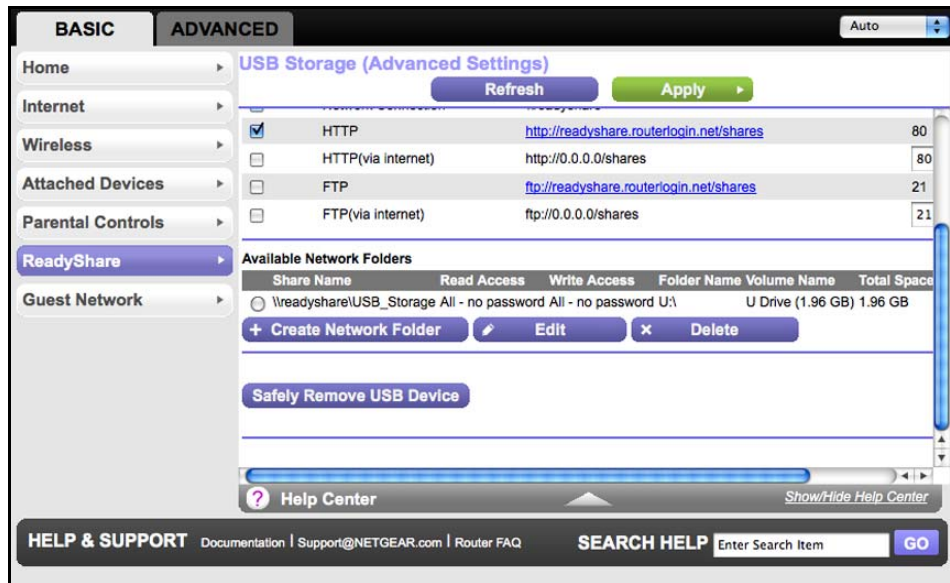 BASIC ADVANCED Auto
Home
Internet
Wireless
Attached Devices
Parental Controls
ReadyShare
Guest Network
USB Storage (Advanced Settings)
Refresh Apply
HTTP http://readyshare.routerlogin.net/shares 80
HTTP(via internet) http://0.0.0.0/shares 80
FTP ftp://readyshare.routerlogin.net/shares 21
FTP(via internet) ftp://0.0.0.0/shares 21
Available Network Folders
Share Name Read Access Write Access Folder Name Volume Name Total Space
\\readyshare\USB_Storage All - no password All - no password U:\ U Drive (1.96 GB) 1.96 GB
+ Create Network Folder Edit × Delete
Safely Remove USB Device
? Help Center Show/Hide Help Center
HELP & SUPPORT Documentation | Support@NETGEAR.com | Router FAQ SEARCH HELP Enter Search Item GO